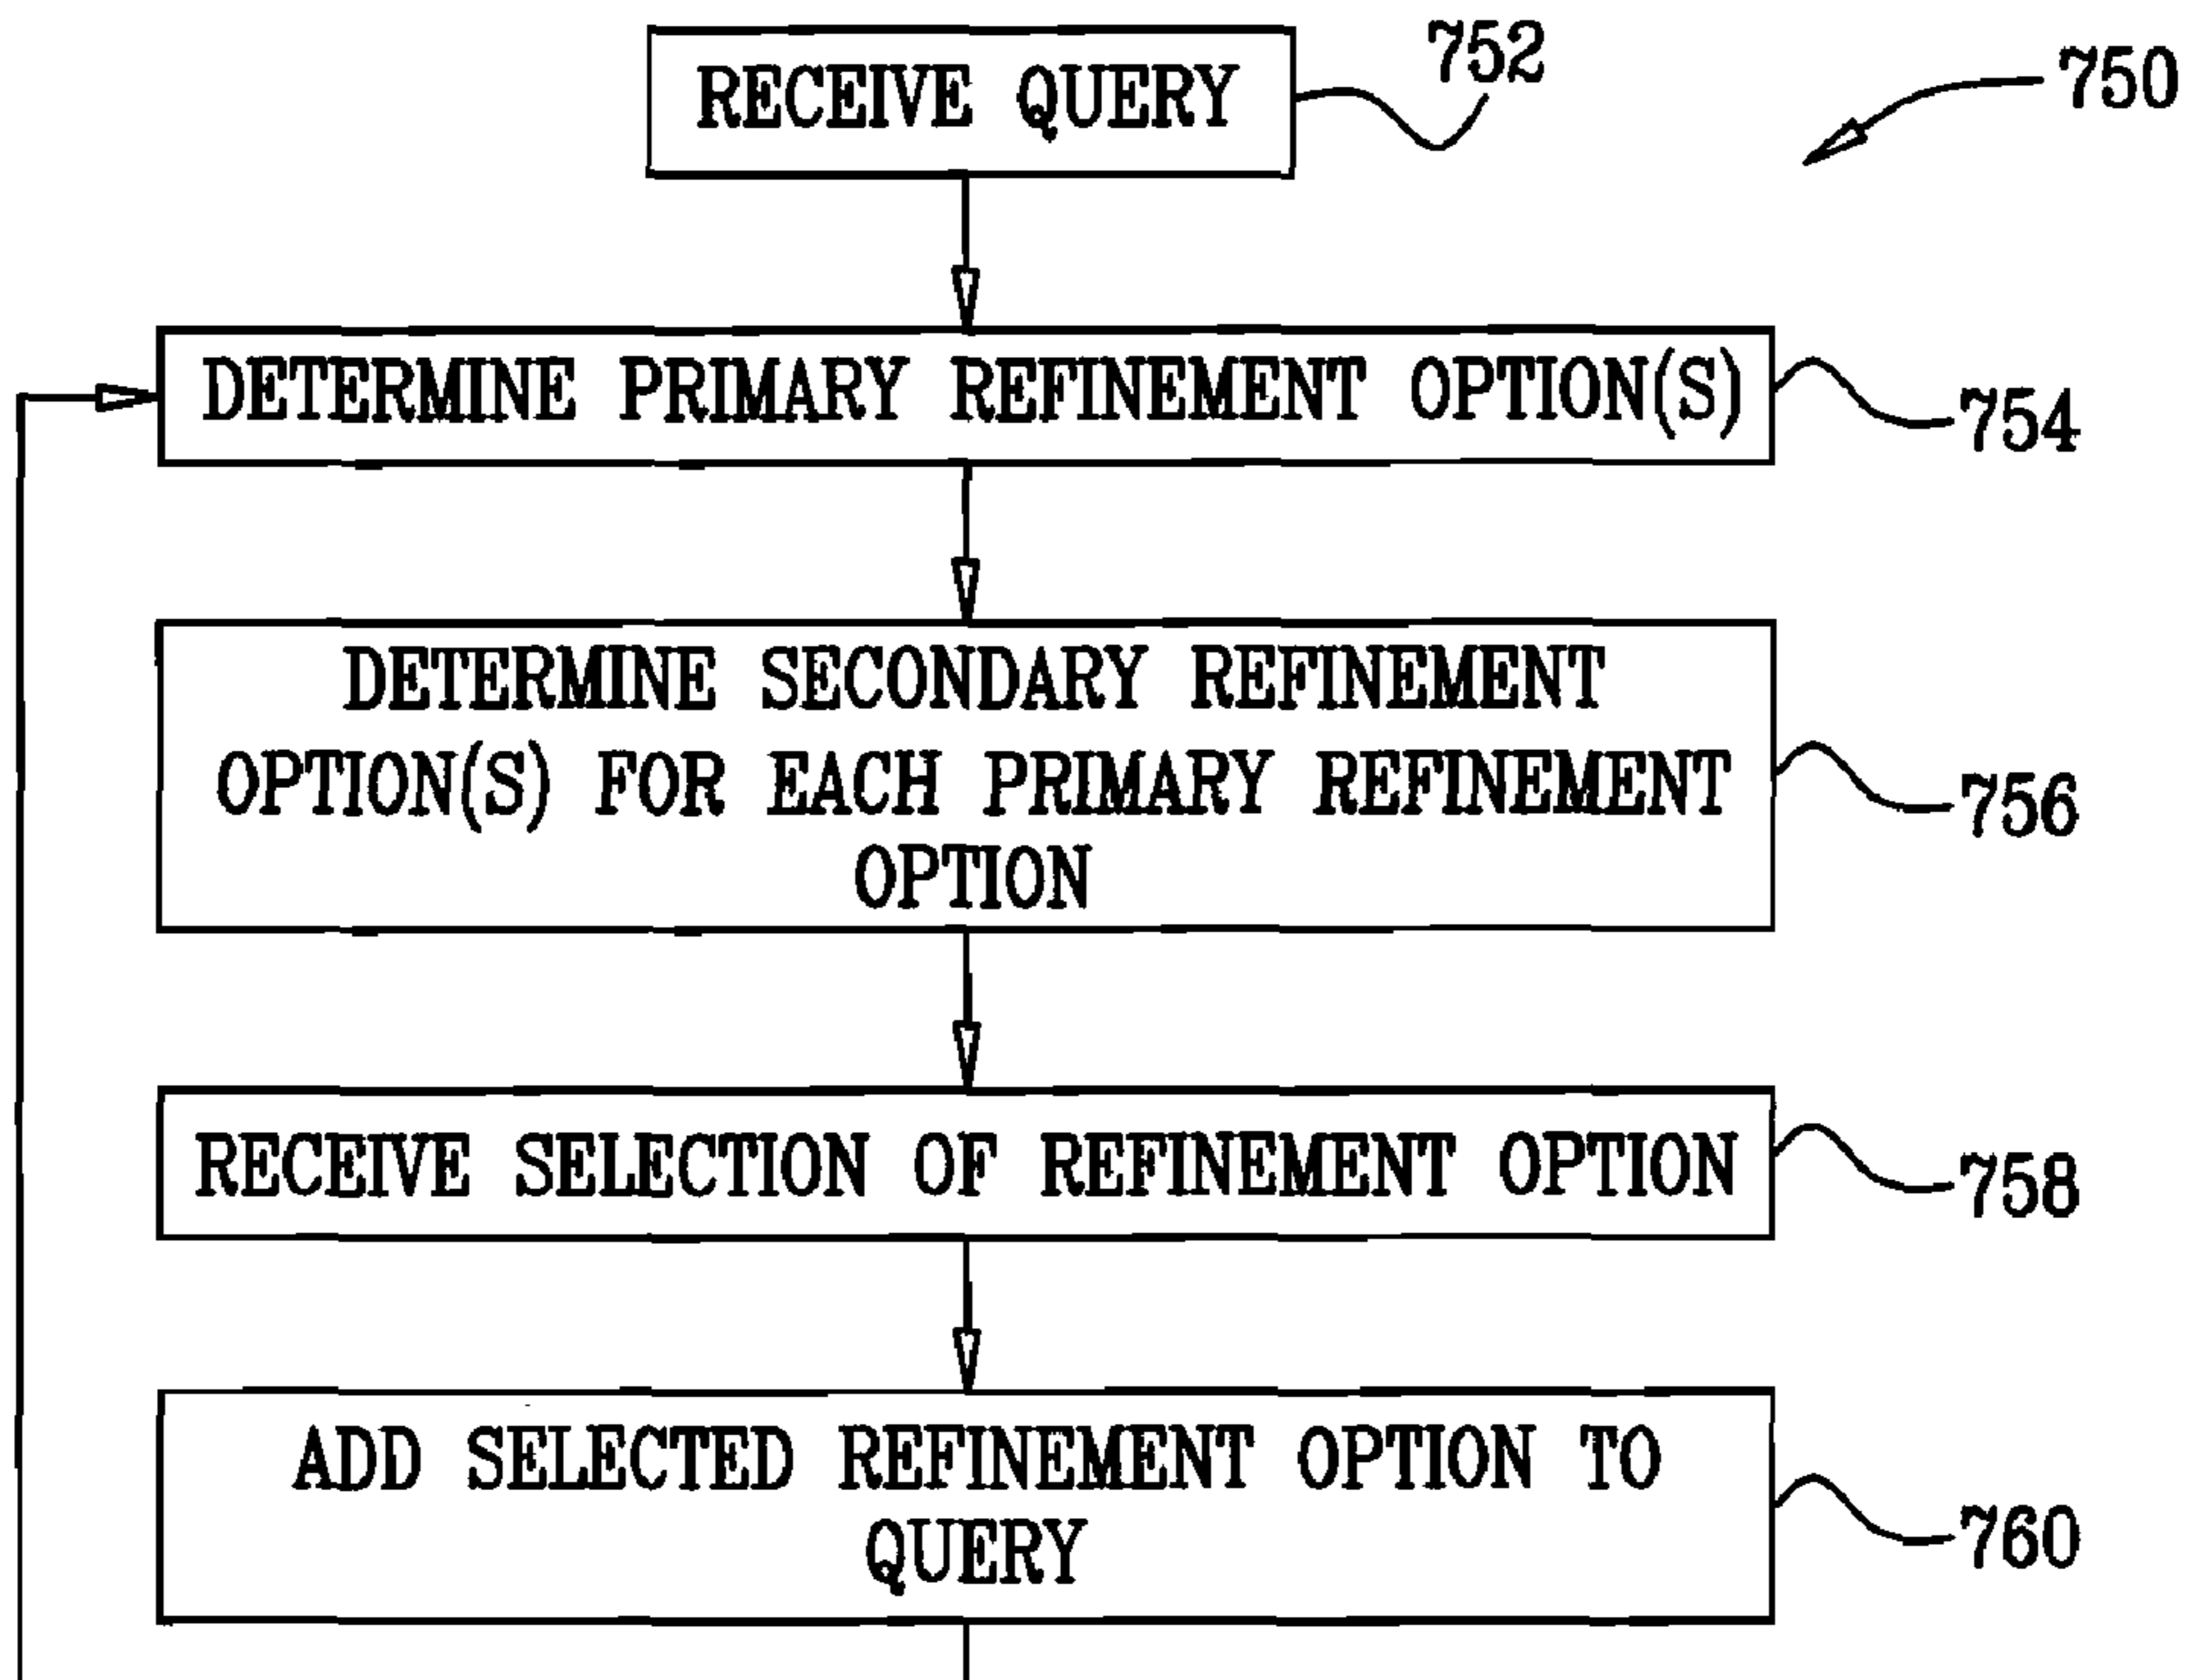 RECEIVE QUERY
752
750
DETERMINE PRIMARY REFINEMENT OPTION(S)
754
DETERMINE SECONDARY REFINEMENT
OPTION(S) FOR EACH PRIMARY REFINEMENT
OPTION
756
RECEIVE SELECTION OF REFINEMENT OPTION
758
ADD SELECTED REFINEMENT OPTION TO
QUERY
760